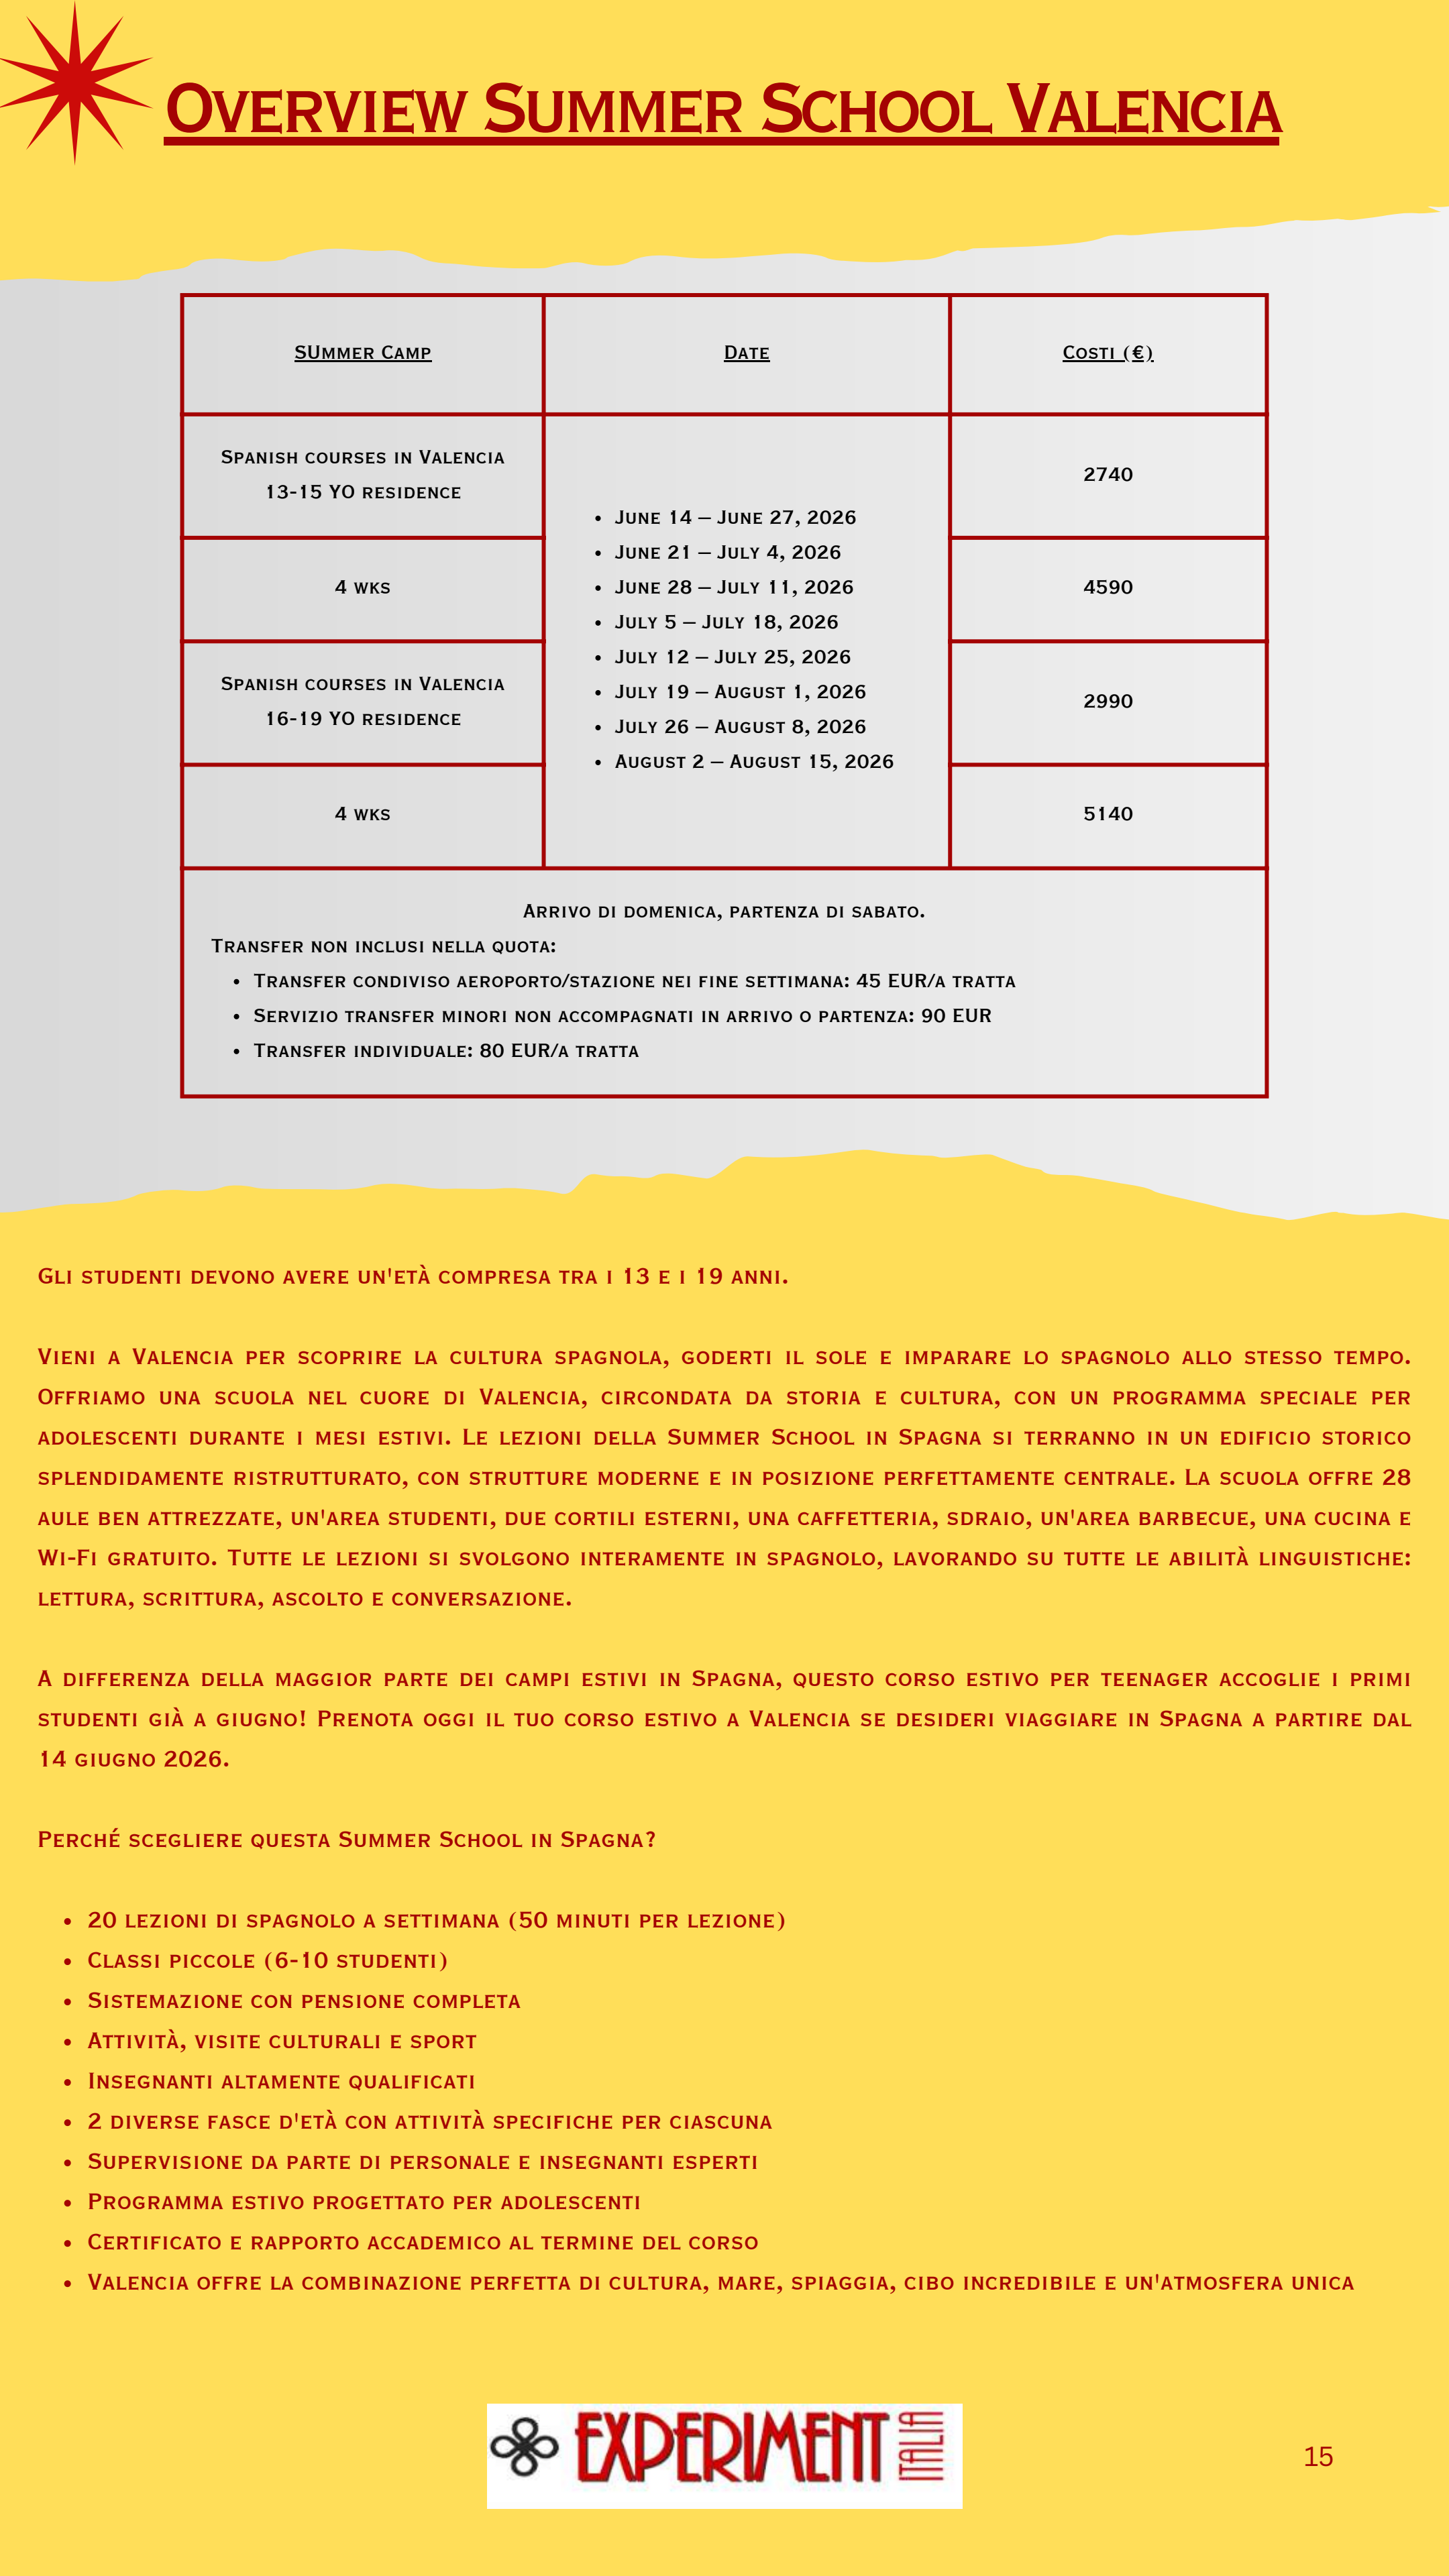 Overview Summer School Valencia
SUmmer Camp
Date
Costi (€)
Spanish courses in Valencia
13-15 YO residence
2740
4 wks
4590
Spanish courses in Valencia
16-19 YO residence
2990
4 wks
5140
• June 14 – June 27, 2026
• June 21 – July 4, 2026
• June 28 – July 11, 2026
• July 5 – July 18, 2026
• July 12 – July 25, 2026
• July 19 – August 1, 2026
• July 26 – August 8, 2026
• August 2 – August 15, 2026
Arrivo di domenica, partenza di sabato.
Transfer non inclusi nella quota:
• Transfer condiviso aeroporto/stazione nei fine settimana: 45 EUR/a tratta
• Servizio transfer minori non accompagnati in arrivo o partenza: 90 EUR
• Transfer individuale: 80 EUR/a tratta
Gli studenti devono avere un'età compresa tra i 13 e i 19 anni.
Vieni a Valencia per scoprire la cultura spagnola, goderti il sole e imparare lo spagnolo allo stesso tempo.
Offriamo una scuola nel cuore di Valencia, circondata da storia e cultura, con un programma speciale per
adolescenti durante i mesi estivi. Le lezioni della Summer School in Spagna si terranno in un edificio storico
splendidamente ristrutturato, con strutture moderne e in posizione perfettamente centrale. La scuola offre 28
aule ben attrezzate, un'area studenti, due cortili esterni, una caffetteria, sdraio, un'area barbecue, una cucina e
Wi-Fi gratuito. Tutte le lezioni si svolgono interamente in spagnolo, lavorando su tutte le abilità linguistiche:
lettura, scrittura, ascolto e conversazione.
A differenza della maggior parte dei campi estivi in Spagna, questo corso estivo per teenager accoglie i primi
studenti già a giugno! Prenota oggi il tuo corso estivo a Valencia se desideri viaggiare in Spagna a partire dal
14 giugno 2026.
Perché scegliere questa Summer School in Spagna?
• 20 lezioni di spagnolo a settimana (50 minuti per lezione)
• Classi piccole (6-10 studenti)
• Sistemazione con pensione completa
• Attività, visite culturali e sport
• Insegnanti altamente qualificati
• 2 diverse fasce d'età con attività specifiche per ciascuna
• Supervisione da parte di personale e insegnanti esperti
• Programma estivo progettato per adolescenti
• Certificato e rapporto accademico al termine del corso
• Valencia offre la combinazione perfetta di cultura, mare, spiaggia, cibo incredibile e un'atmosfera unica
EXPERIMENT ITALIA
15